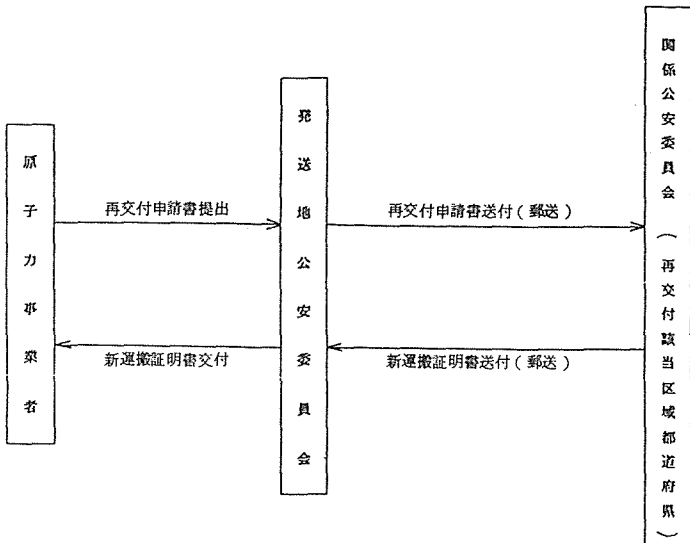 原子力事業者
再交付申請書提出
新運搬証明書交付
発送地公安委員会
再交付申請書送付(郵送)
新運搬証明書送付(郵送)
関係公安委員会(再交付該当区域都道府県)